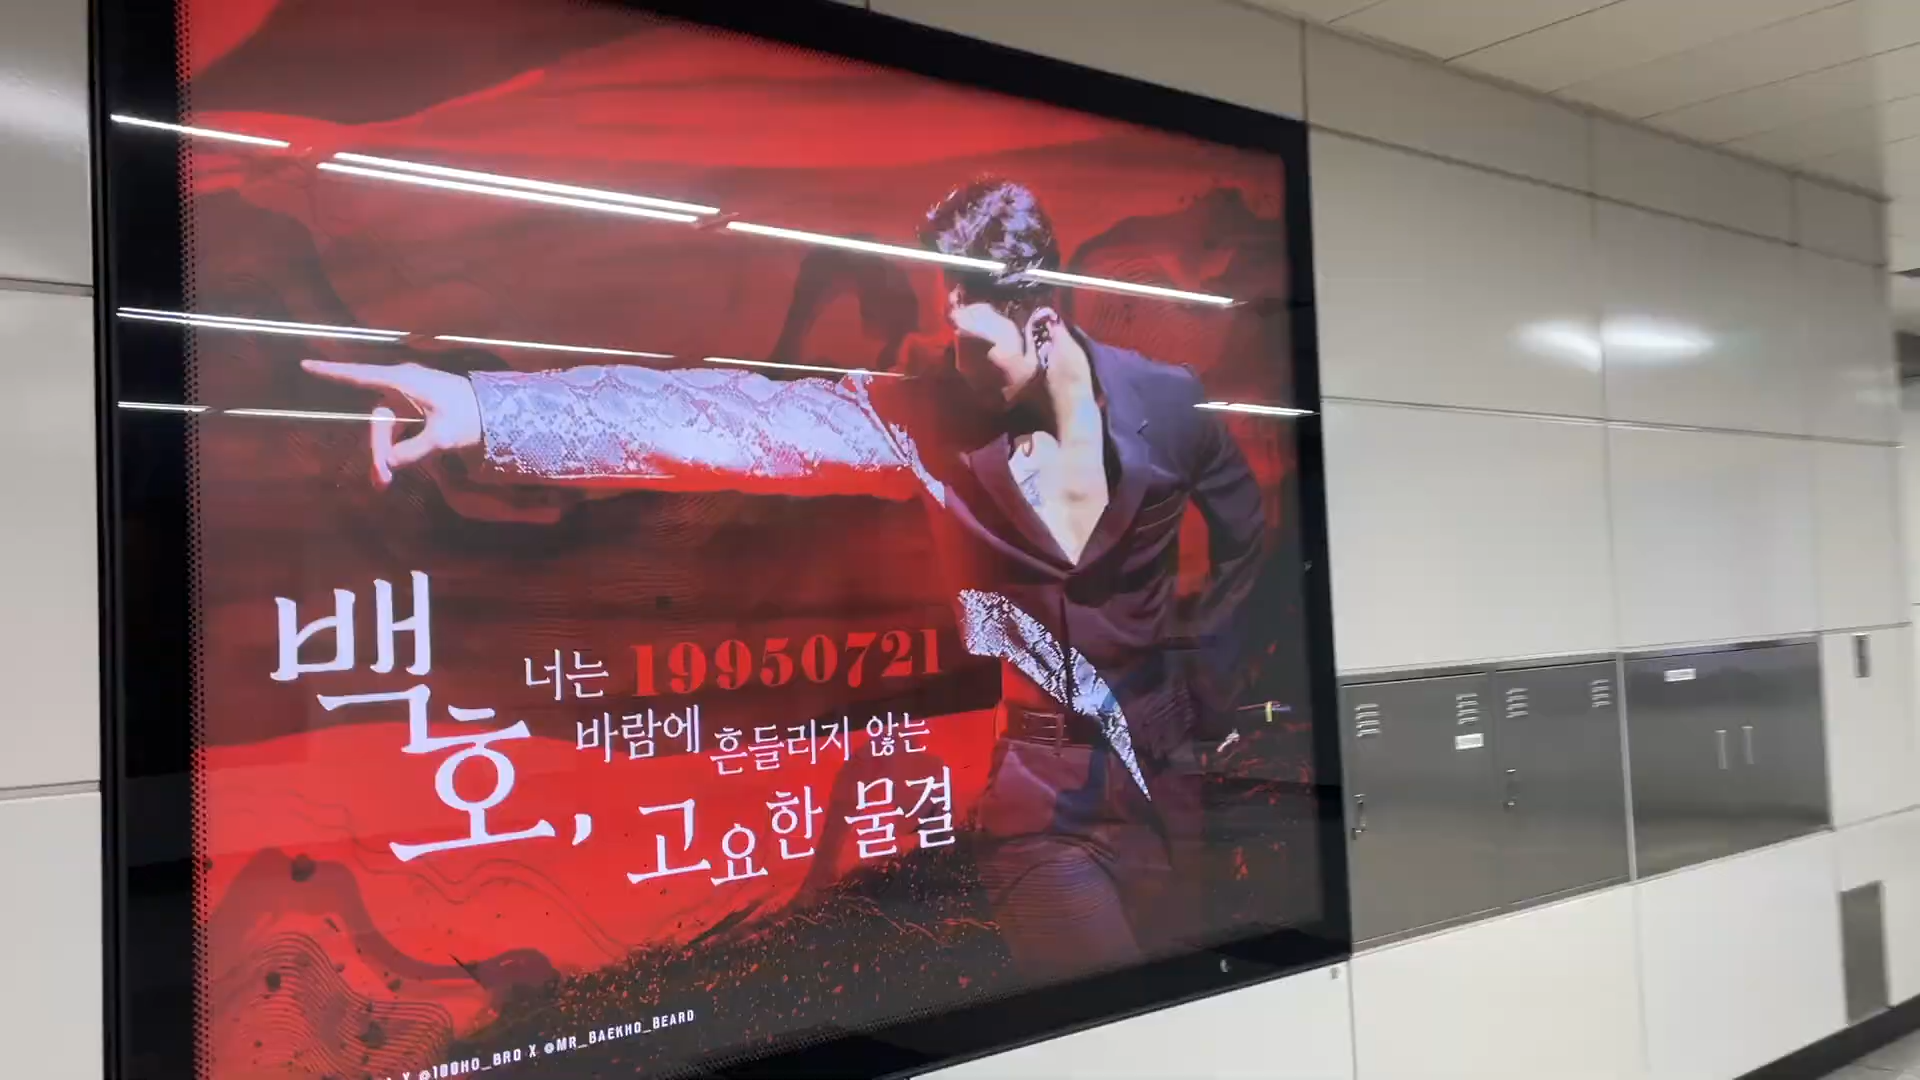 백호,
너는 19950721
바람에 흔들리지 않는
고요한 물결
X @100HO_BRO X @MR_BAEKHO_BEARD